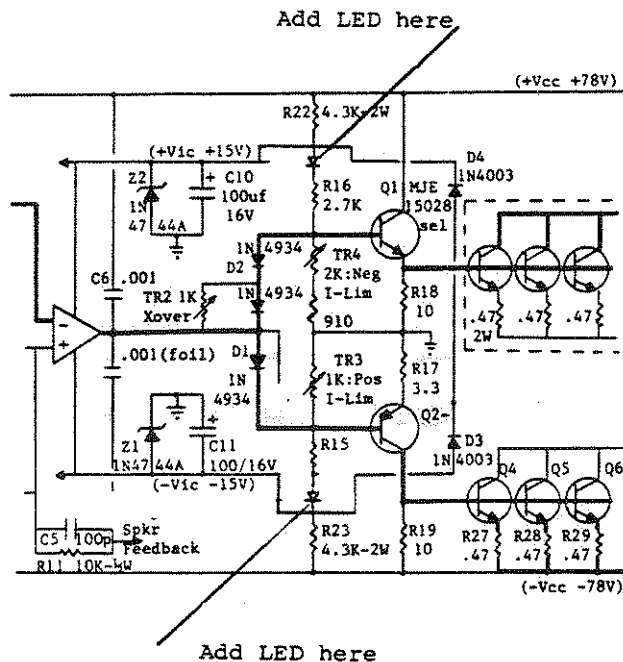 Add LED here
(+Vcc +78V)
R22
4.3K-2W
(+Vic +15V)
D4
1N4003
Z2
1N
47 44A
+ C10
100uf
16V
R16
2.7K
Q1 MJE
15028
sel
1N 4934
D2
1N 4934
TR4
2K:Neg
I-Lim
C6 .001
TR2 1K
Xover
R18
10
.47
2W
.47
.47
910
-
+
.001(foil)
D1
1N
4934
TR3
1K:Pos
I-Lim
R17
3.3
Q2-
Z1
1N47 44A
+
C11
100/16V
R15
D3
1N4003
Q4
Q5
Q6
(-Vic -15V)
C5
100p
Spkr
Feedback
R11 10K-½W
R23
4.3K-2W
R19
10
R27
.47
R28
.47
R29
.47
(-Vcc -78V)
Add LED here